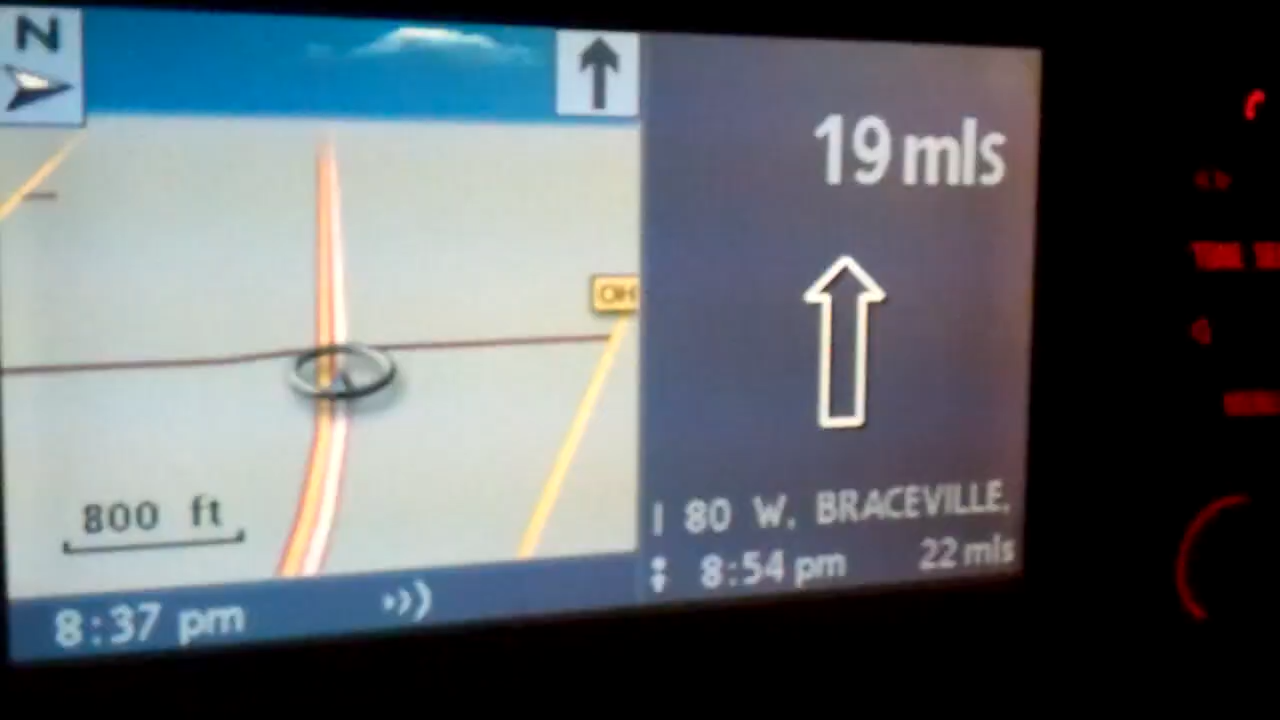 N
19 mls
OH
800 ft
I 80 W, BRACEVILLE,
8:54 pm 22 mls
8:37 pm